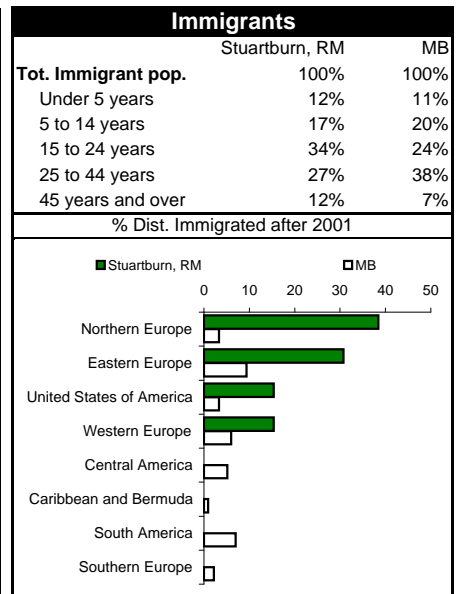 Immigrants
Stuartburn, RM MB
Tot. Immigrant pop. 100% 100%
Under 5 years 12% 11%
5 to 14 years 17% 20%
15 to 24 years 34% 24%
25 to 44 years 27% 38%
45 years and over 12% 7%
% Dist. Immigrated after 2001
Stuartburn, RM MB
0 10 20 30 40 50
Northern Europe
Eastern Europe
United States of America
Western Europe
Central America
Caribbean and Bermuda
South America
Southern Europe